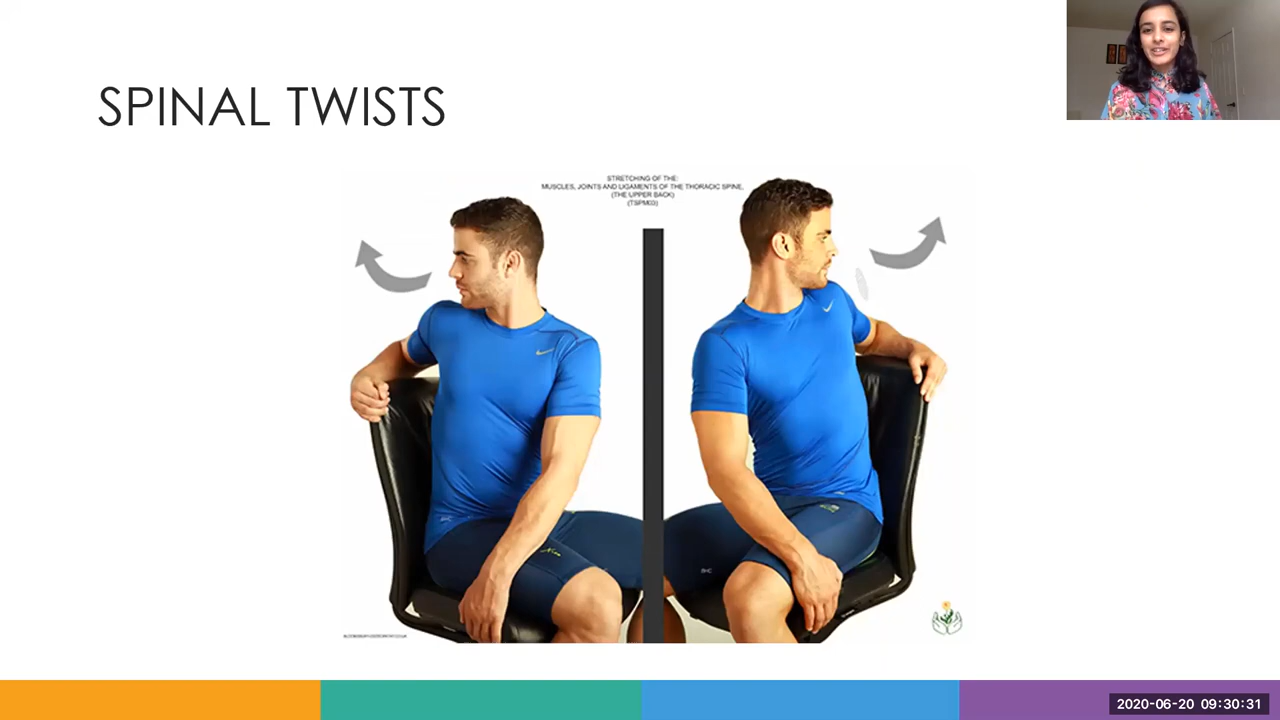 SPINAL TWISTS
STRETCHING OF THE:
MUSCLES, JOINTS AND LIGAMENTS OF THE THORACIC SPINE,
(THE UPPER BACK)
(TSPM03)
2020-06-20 09:30:31